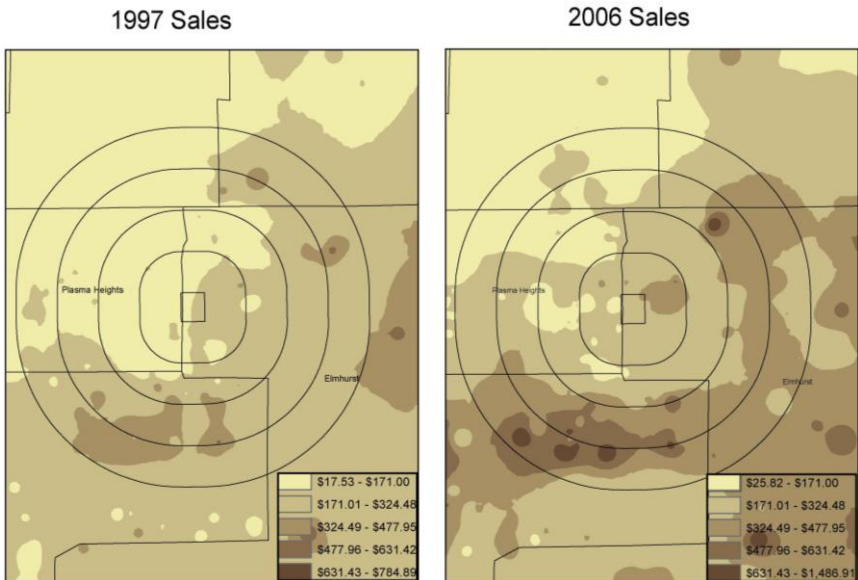 1997 Sales
2006 Sales
Plasma Heights
Elmhurst
$17.53 - $171.00
$171.01 - $324.48
$324.49 - $477.95
$477.96 - $631.42
$631.43 - $784.89
Plasma Heights
Elmhurst
$25.82 - $171.00
$171.01 - $324.48
$324.49 - $477.95
$477.96 - $631.42
$631.43 - $1,486.91